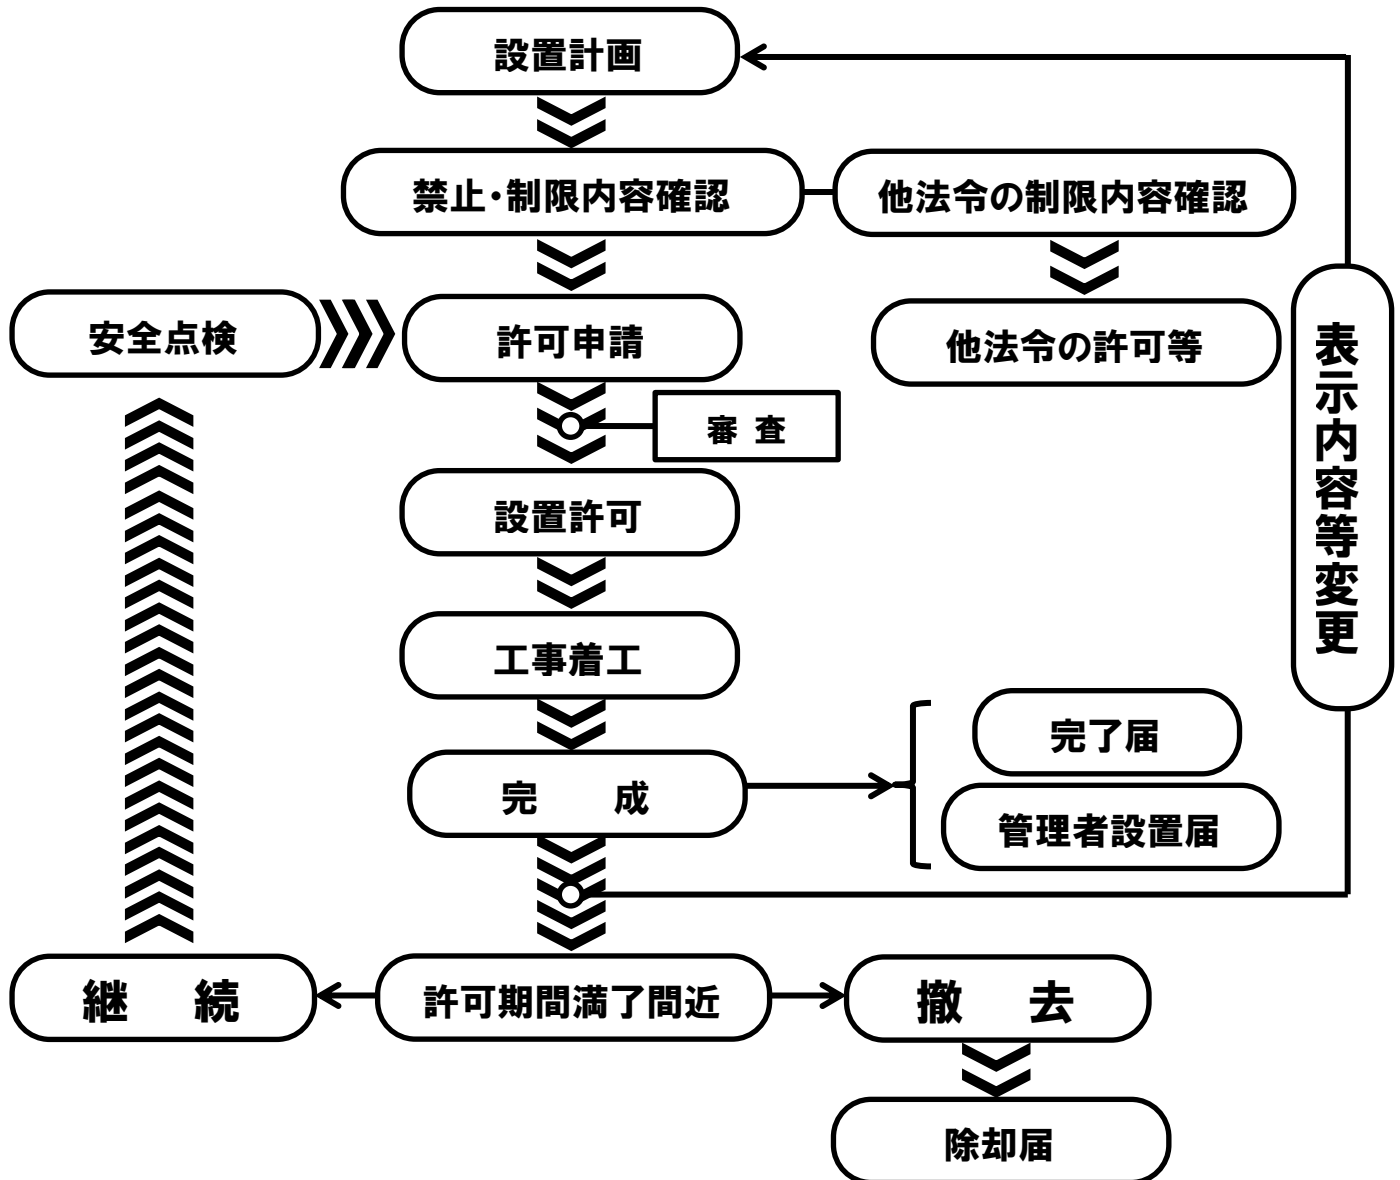 設置計画
禁止・制限内容確認
他法令の制限内容確認
安全点検
許可申請
他法令の許可等
表示内容等変更
審 査
設置許可
工事着工
完了届
完　成
管理者設置届
継　続
許可期間満了間近
撤　去
除却届